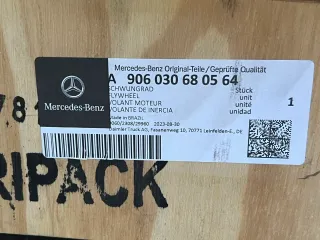 Mercedes-Benz Original-Teile/Geprüfte Qualität
A 906 030 68 05 64
Mercedes-Benz
SCHWUNGRAD
FLYWHEEL
VOLANT MOTEUR
VOLANTE DE INERCIA
Stück
unit
unité
unidad
1
Made in BRAZIL
2023-08-30
Daimler Truck AG, Fasanenweg 10, 70771 Leinfelden-E., DE
RIPACK